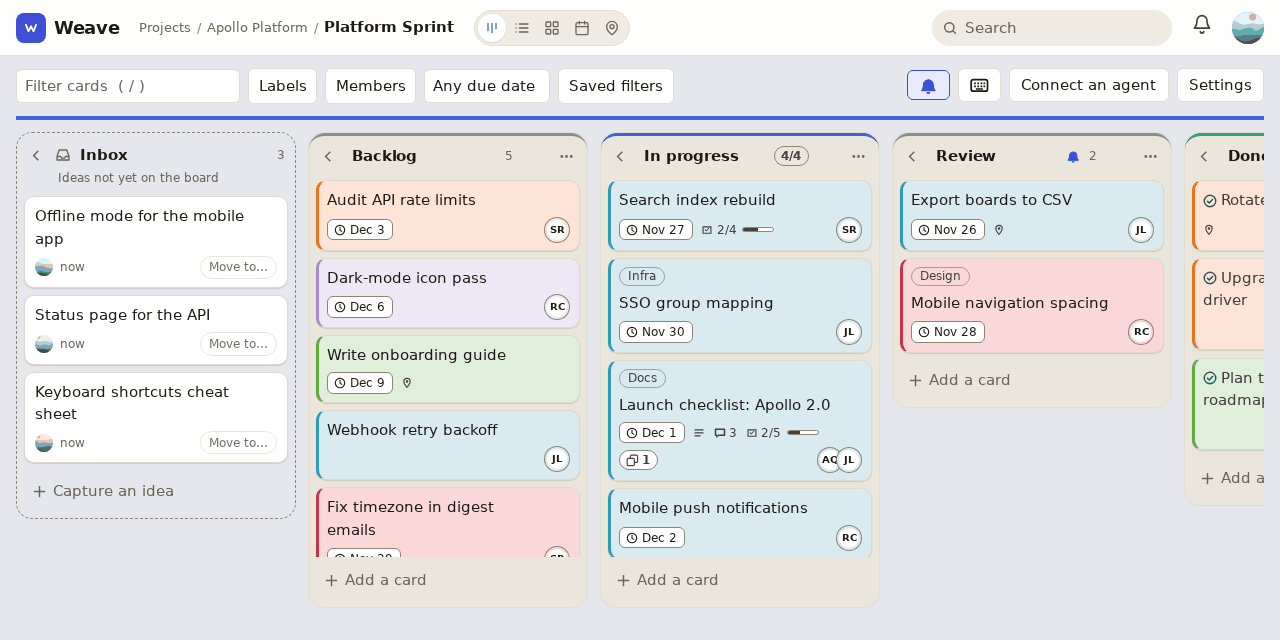 Weave
Projects / Apollo Platform / Platform Sprint
Search
Filter cards ( / )
Labels
Members
Any due date
Saved filters
Connect an agent
Settings
Inbox
3
Ideas not yet on the board
Offline mode for the mobile
app
now
Move to...
Status page for the API
now
Move to...
Keyboard shortcuts cheat
sheet
now
Move to...
+ Capture an idea
Backlog
5
Audit API rate limits
Dec 3
SR
Dark-mode icon pass
Dec 6
RC
Write onboarding guide
Dec 9
Webhook retry backoff
JL
Fix timezone in digest
emails
+ Add a card
In progress
4/4
Search index rebuild
Nov 27
2/4
SR
Infra
SSO group mapping
Nov 30
JL
Docs
Launch checklist: Apollo 2.0
Dec 1
3
2/5
1
JL
Mobile push notifications
Dec 2
RC
+ Add a card
Review
2
Export boards to CSV
Nov 26
JL
Design
Mobile navigation spacing
Nov 28
RC
+ Add a card
Done
Rotate
Upgra
driver
Plan t
roadmap
+ Add a